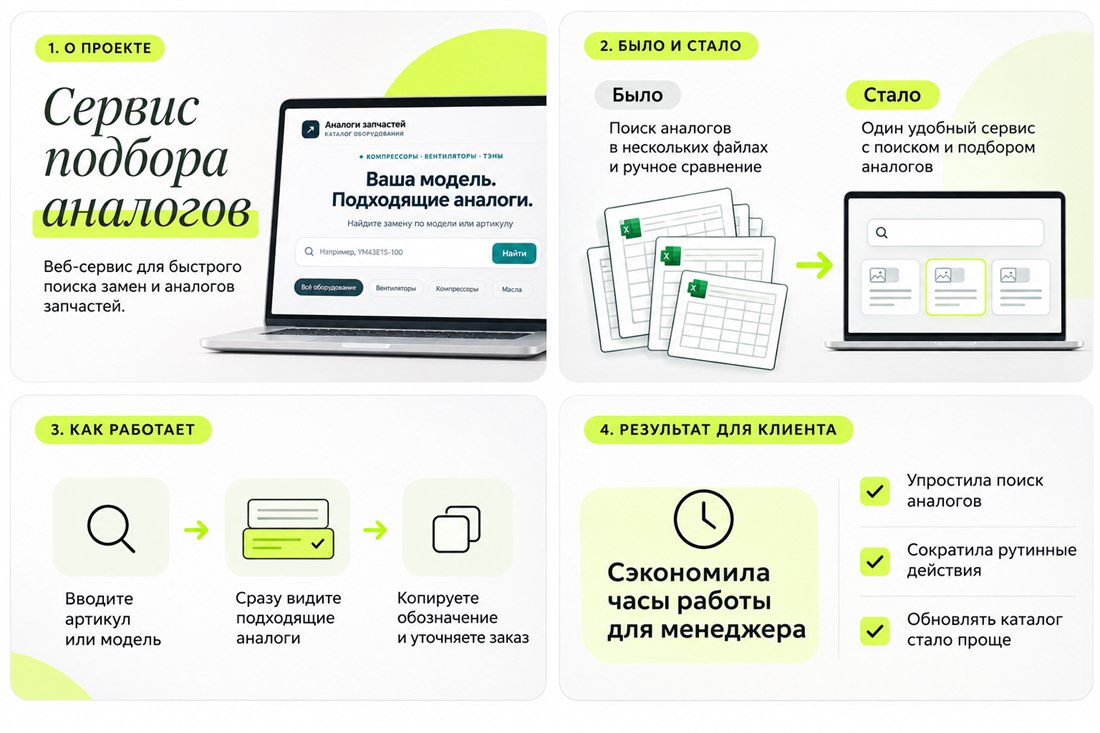 1. О ПРОЕКТЕ
Сервис
подбора
аналогов
Веб-сервис для быстрого
поиска замен и аналогов
запчастей.
Аналоги запчастей
КАТАЛОГ ОБОРУДОВАНИЯ
• КОМПРЕССОРЫ · ВЕНТИЛЯТОРЫ · ТЭНЫ
Ваша модель.
Подходящие аналоги.
Найдите замену по модели или артикулу
Например, YM43E1S-100
Найти
Всё оборудование
Вентиляторы
Компрессоры
Масла
2. БЫЛО И СТАЛО
Было
Поиск аналогов
в нескольких файлах
и ручное сравнение
X
X
X
Стало
Один удобный сервис
с поиском и подбором
аналогов
3. КАК РАБОТАЕТ
Вводите
артикул
или модель
Сразу видите
подходящие
аналоги
Копируете
обозначение
и уточняете заказ
4. РЕЗУЛЬТАТ ДЛЯ КЛИЕНТА
Сэкономила
часы работы
для менеджера
Упростила поиск
аналогов
Сократила рутинные
действия
Обновлять каталог
стало проще